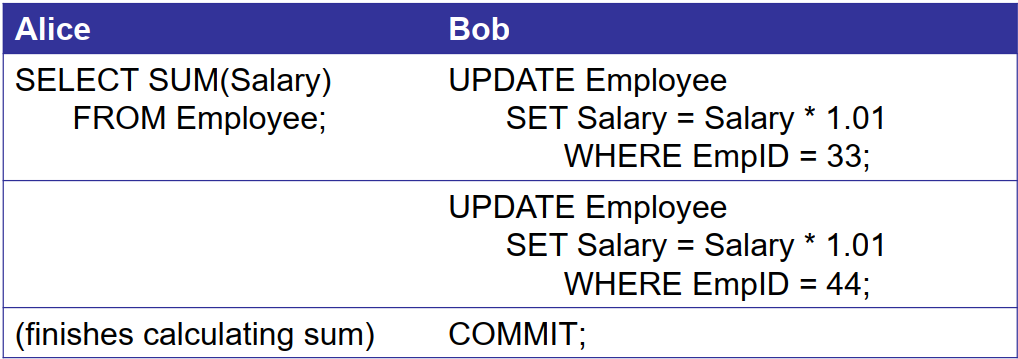 Alice
Bob
SELECT SUM(Salary)
FROM Employee;
UPDATE Employee
SET Salary = Salary * 1.01
WHERE EmpID = 33;
UPDATE Employee
SET Salary = Salary * 1.01
WHERE EmpID = 44;
(finishes calculating sum)
COMMIT;